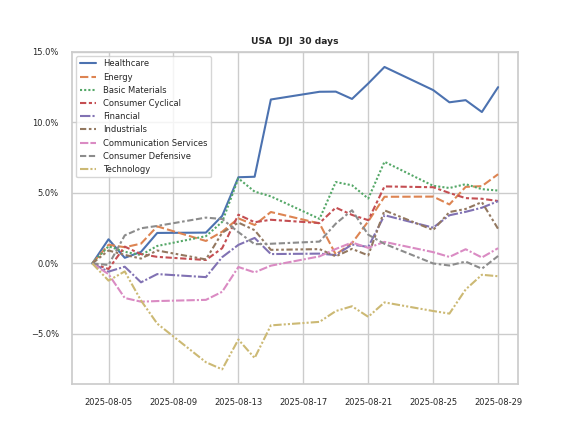 USA DJI 30 days
15.0%
10.0%
5.0%
0.0%
−5.0%
Healthcare
Energy
Basic Materials
Consumer Cyclical
Financial
Industrials
Communication Services
Consumer Defensive
Technology
2025-08-05 2025-08-09 2025-08-13 2025-08-17 2025-08-21 2025-08-25 2025-08-29